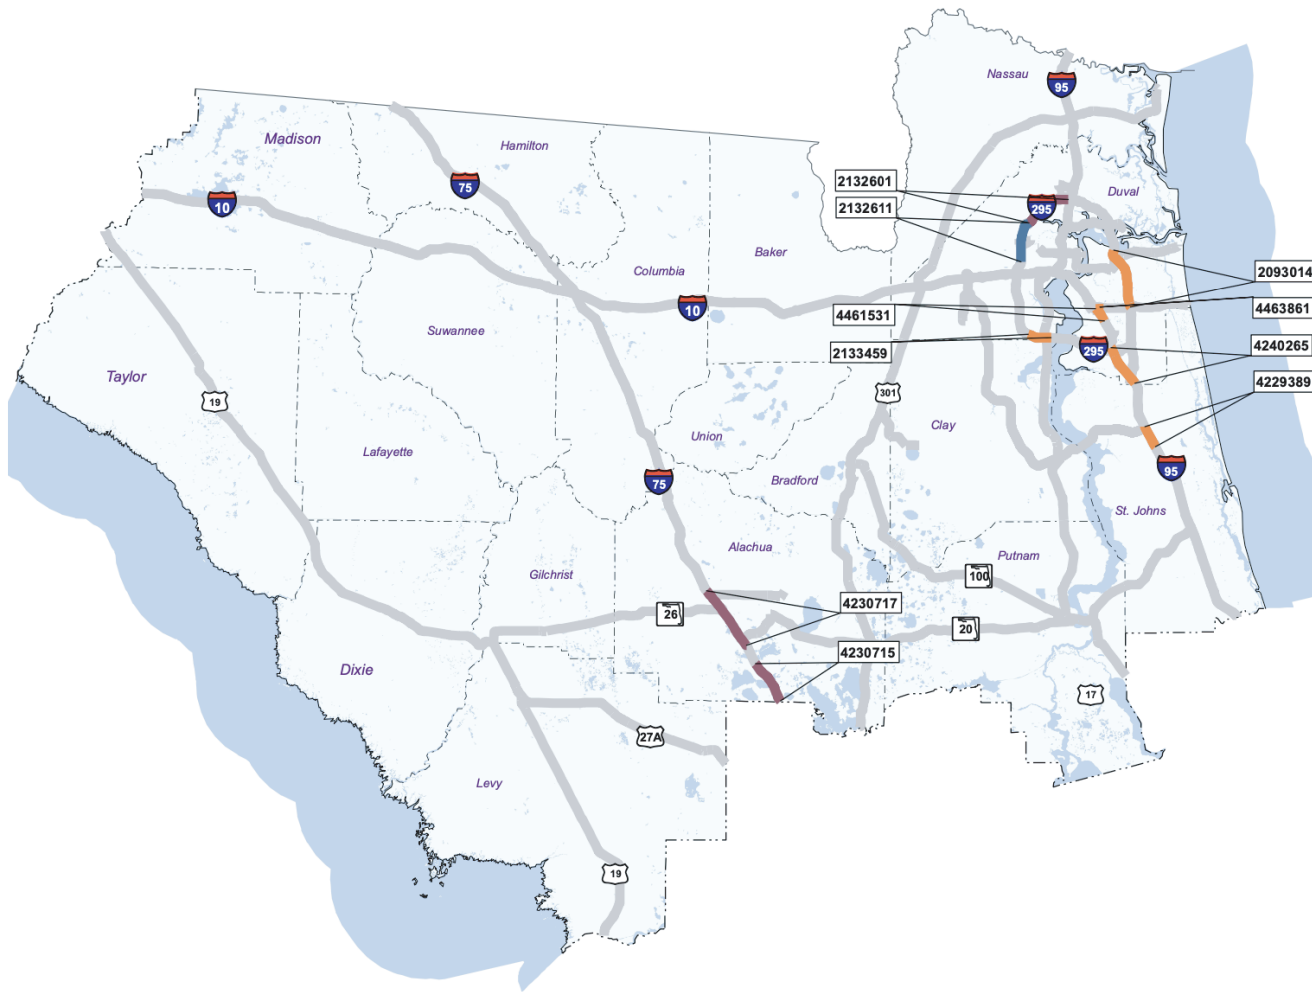 Nassau
95
Madison
Hamilton
75
10
2132601
2132611
295
Duval
Baker
Columbia
10
2093014
4461531
4463861
2133459
295
4240265
4229389
Suwannee
Taylor
19
301
Clay
Union
Lafayette
75
Bradford
95
St. Johns
Alachua
Putnam
Gilchrist
100
4230717
26
20
4230715
Dixie
17
27A
Levy
19